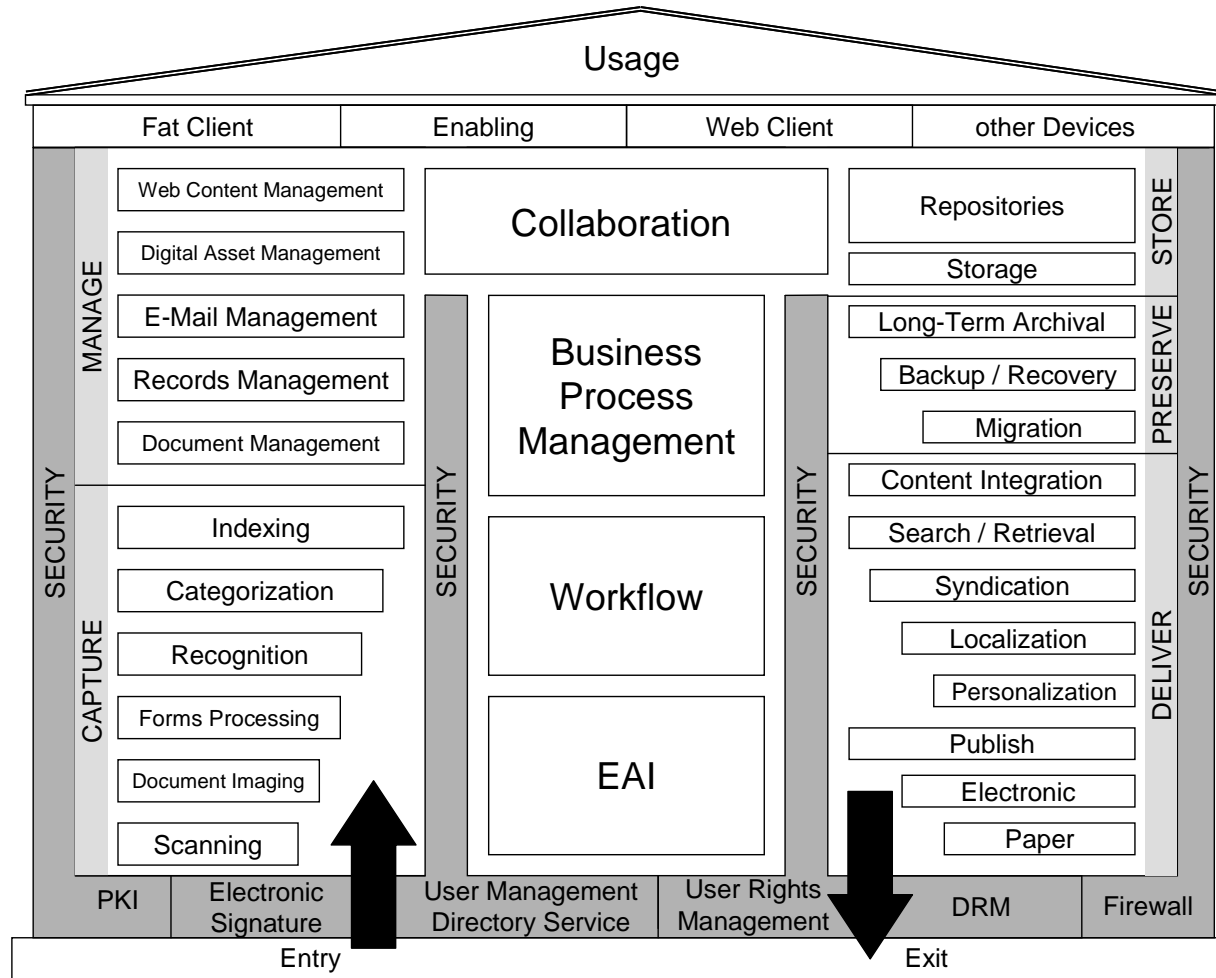 Usage
Fat Client
Enabling
Web Client
other Devices
SECURITY
MANAGE
Web Content Management
Digital Asset Management
E-Mail Management
Records Management
Document Management
CAPTURE
Indexing
Categorization
Recognition
Forms Processing
Document Imaging
Scanning
Collaboration
SECURITY
Business
Process
Management
Workflow
EAI
SECURITY
Repositories
Storage
STORE
Long-Term Archival
Backup / Recovery
Migration
PRESERVE
Content Integration
Search / Retrieval
Syndication
Localization
Personalization
Publish
Electronic
Paper
DELIVER
SECURITY
PKI
Electronic
Signature
User Management
Directory Service
User Rights
Management
DRM
Firewall
Entry
Exit